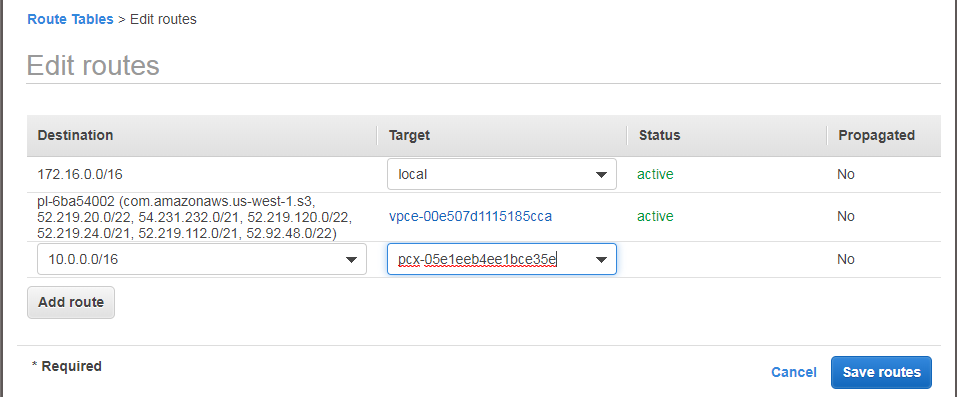 Route Tables > Edit routes
Edit routes
Destination Target Status Propagated
172.16.0.0/16 local active No
pl-6ba54002 (com.amazonaws.us-west-1.s3,
52.219.20.0/22, 54.231.232.0/21, 52.219.120.0/22,
52.219.24.0/21, 52.219.112.0/21, 52.92.48.0/22)
vpce-00e507d1115185cca active No
10.0.0.0/16 pcx-05e1eeb4ee1bce35e No
Add route
* Required
Cancel Save routes